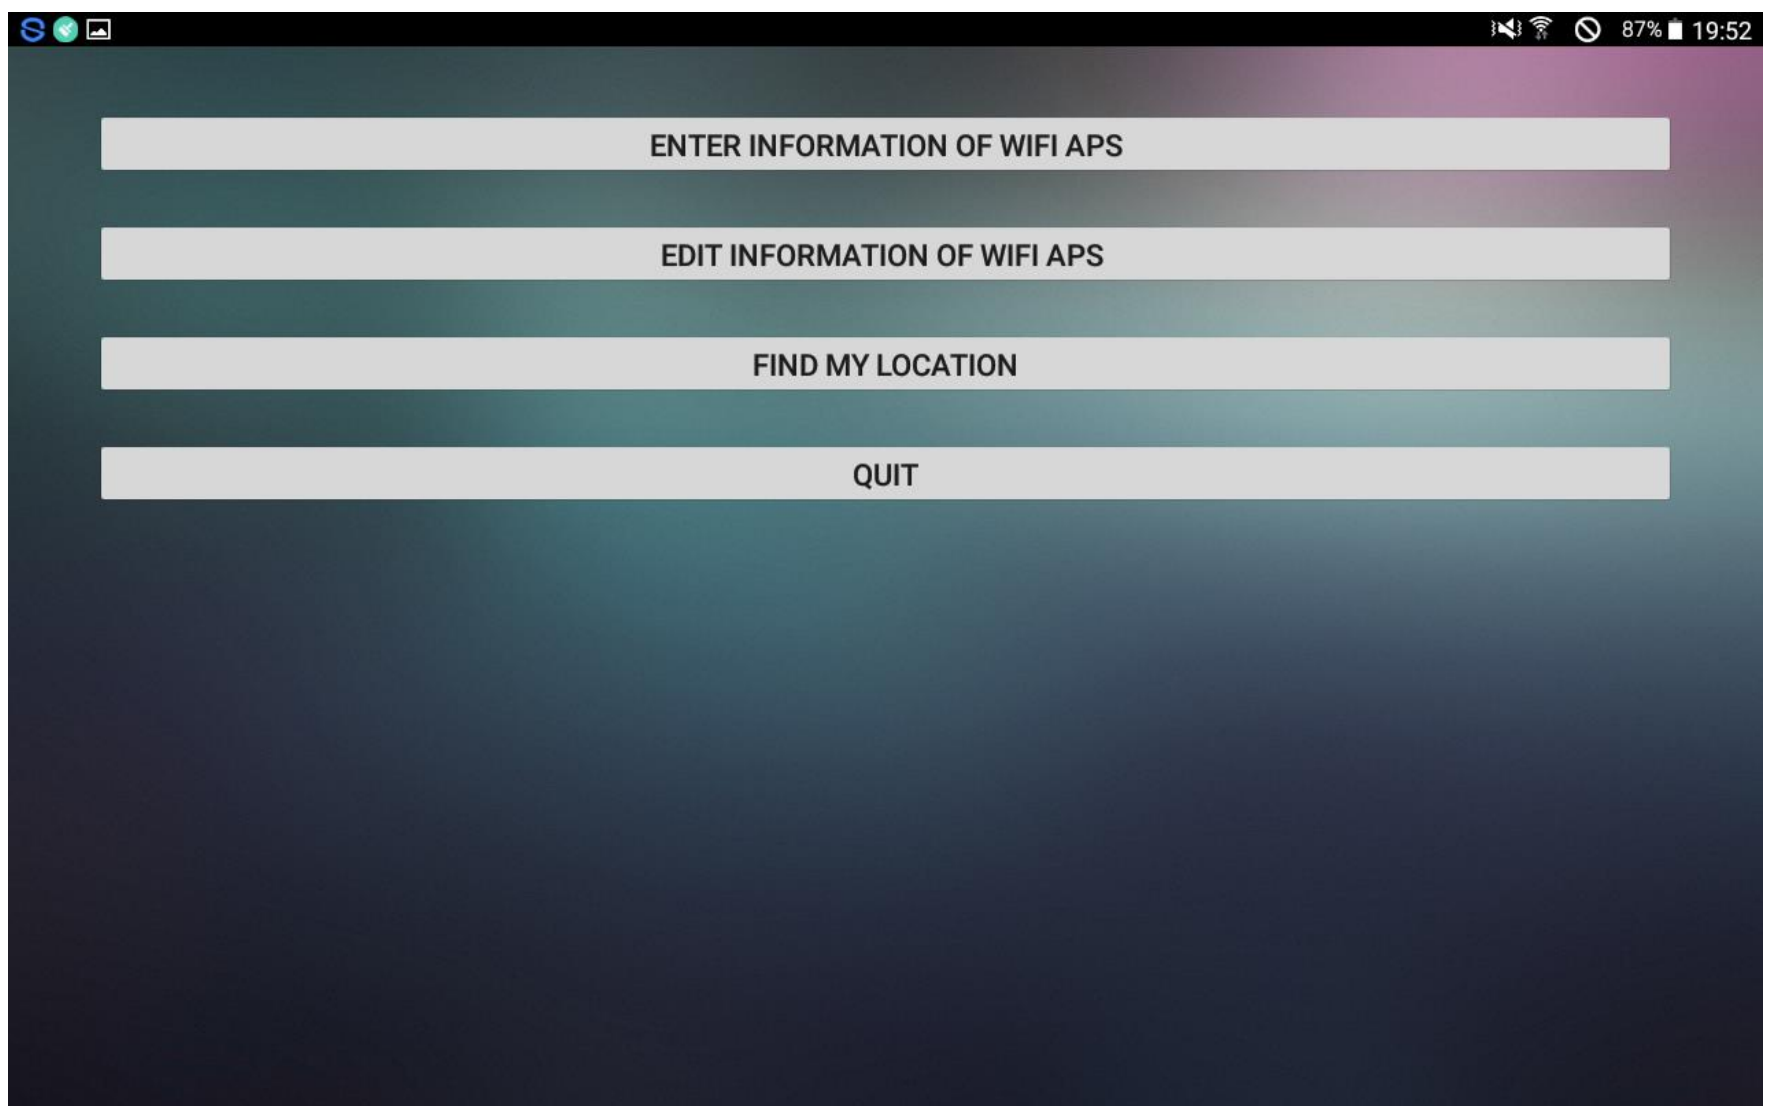 87% 19:52
ENTER INFORMATION OF WIFI APS
EDIT INFORMATION OF WIFI APS
FIND MY LOCATION
QUIT